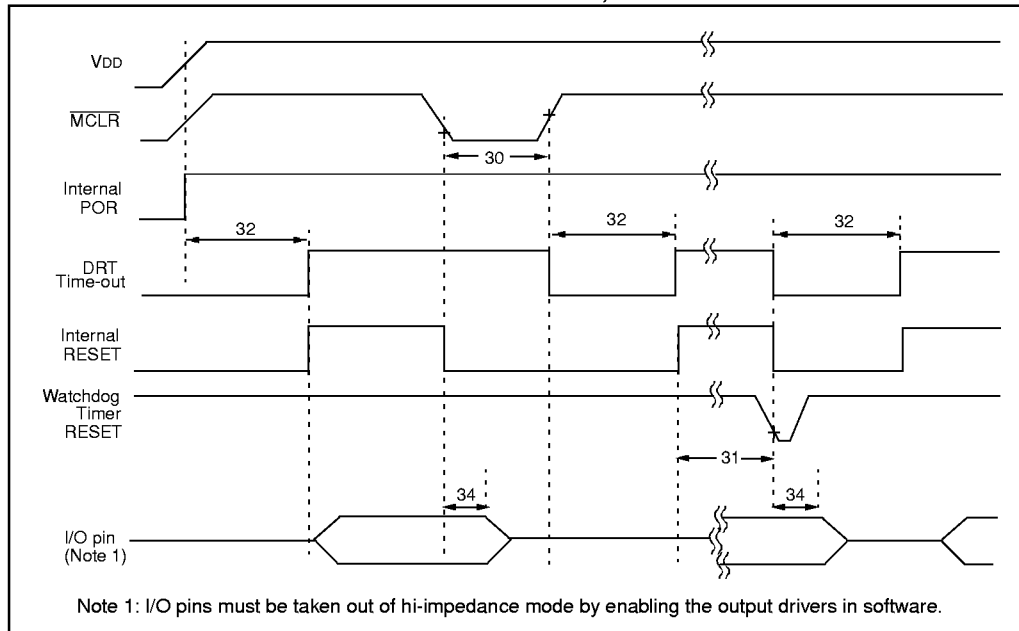 VDD
MCLR
30
Internal
POR
32
32
32
DRT
Time-out
Internal
RESET
Watchdog
Timer
RESET
31
34
34
I/O pin
(Note 1)
Note 1: I/O pins must be taken out of hi-impedance mode by enabling the output drivers in software.